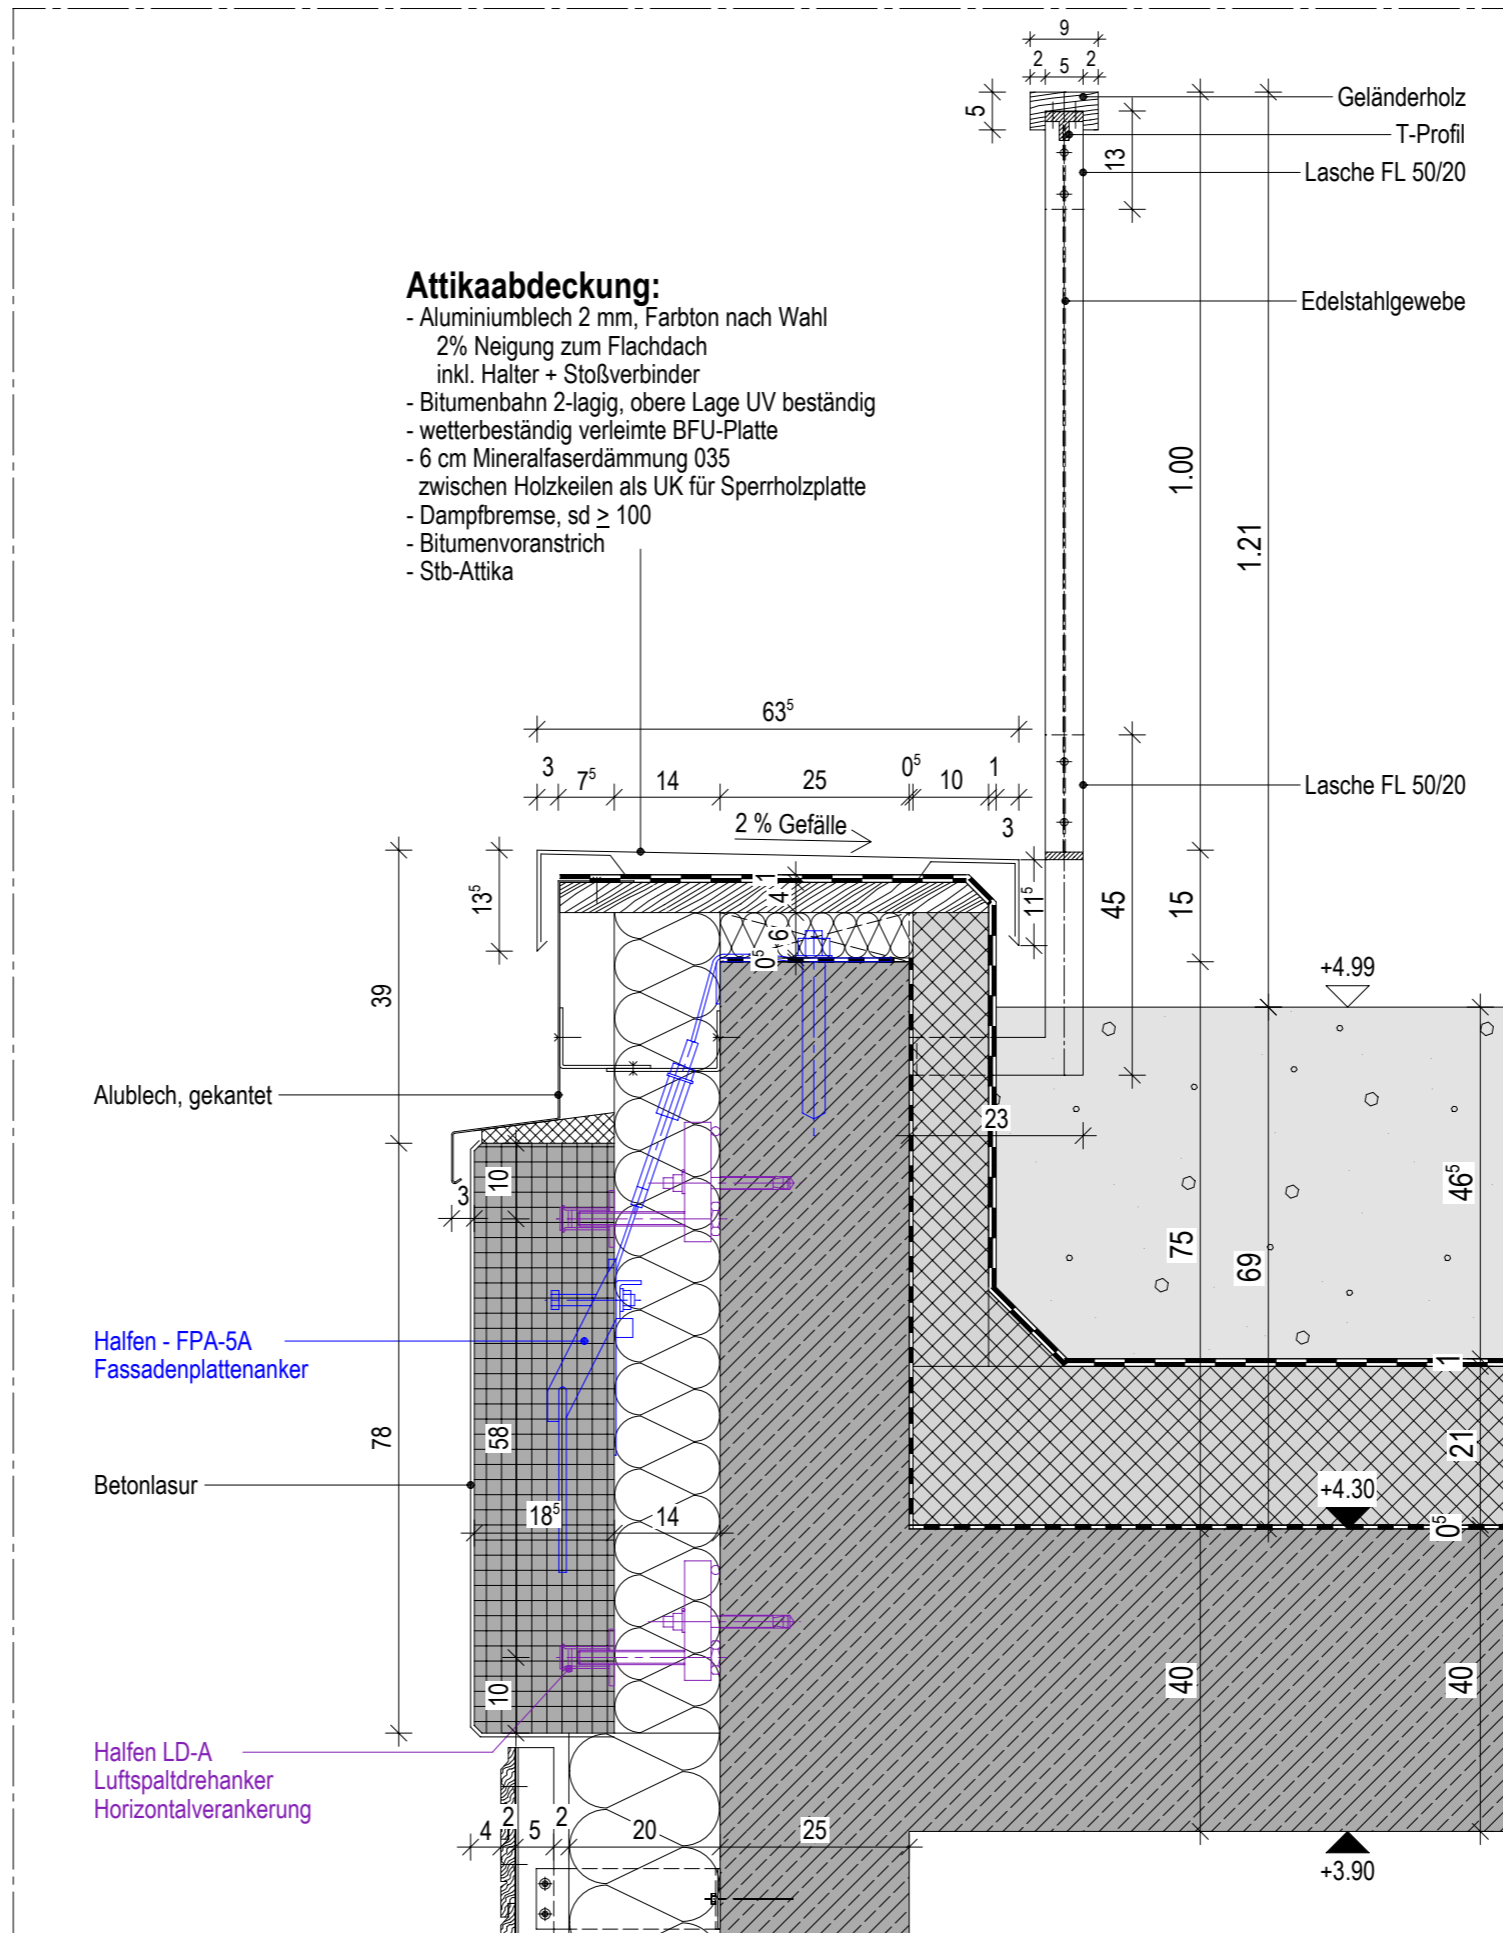 9
2 5 2
5
Geländerholz
T-Profil
13
Lasche FL 50/20
Attikaabdeckung:
- Aluminiumblech 2 mm, Farbton nach Wahl
2% Neigung zum Flachdach
inkl. Halter + Stoßverbinder
- Bitumenbahn 2-lagig, obere Lage UV beständig
- wetterbeständig verleimte BFU-Platte
- 6 cm Mineralfaserdämmung 035
zwischen Holzkeilen als UK für Sperrholzplatte
- Dampfbremse, sd ≥ 100
- Bitumenvoranstrich
- Stb-Attika
Edelstahlgewebe
1.00
1.21
63⁵
3 7⁵ 14 25 0⁵ 10 1
3
Lasche FL 50/20
2 % Gefälle
13⁵
1
4
6
0⁵
11⁵
45
15
39
+4.99
Alublech, gekantet
23
10
3
46⁵
75
69
Halfen - FPA-5A
Fassadenplattenanker
1
78
58
21
Betonlasur
18⁵ 14
+4.30
0⁵
10
40
40
Halfen LD-A
Luftspaltdrehanker
Horizontalverankerung
4 2 5 2 20 25
+3.90